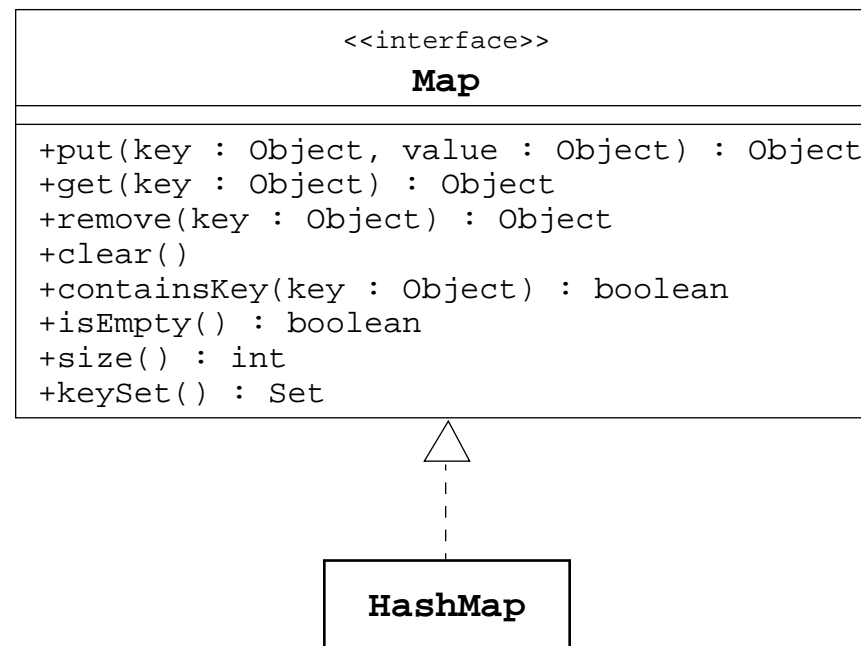 <<interface>>
Map
+put(key : Object, value : Object) : Object
+get(key : Object) : Object
+remove(key : Object) : Object
+clear()
+containsKey(key : Object) : boolean
+isEmpty() : boolean
+size() : int
+keySet() : Set
HashMap